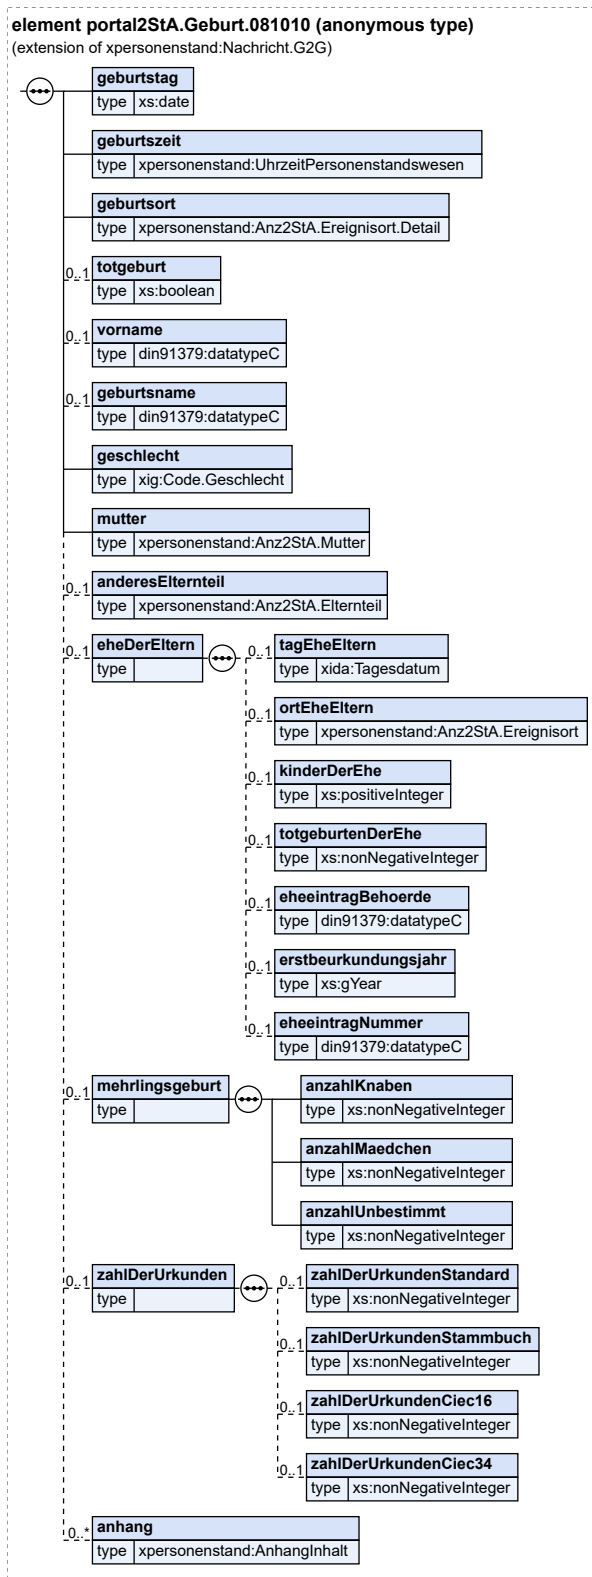 element portal2StA.Geburt.081010 (anonymous type)
(extension of xpersonenstand:Nachricht.G2G)
geburtstag
type xs:date
geburtszeit
type xpersonenstand:UhrzeitPersonenstandswesen
geburtsort
type xpersonenstand:Anz2StA.Ereignisort.Detail
0..1 totgeburt
type xs:boolean
0..1 vorname
type din91379:datatypeC
0..1 geburtsname
type din91379:datatypeC
geschlecht
type xig:Code.Geschlecht
mutter
type xpersonenstand:Anz2StA.Mutter
0..1 anderesElternteil
type xpersonenstand:Anz2StA.Elternteil
0..1 eheDerEltern
type
0..1 tagEheEltern
type xida:Tagesdatum
0..1 ortEheEltern
type xpersonenstand:Anz2StA.Ereignisort
0..1 kinderDerEhe
type xs:positiveInteger
0..1 totgeburtenDerEhe
type xs:nonNegativeInteger
0..1 eheeintragBehoerde
type din91379:datatypeC
0..1 erstbeurkundungsjahr
type xs:gYear
0..1 eheeintragNummer
type din91379:datatypeC
0..1 mehrlingsgeburt
type
anzahlKnaben
type xs:nonNegativeInteger
anzahlMaedchen
type xs:nonNegativeInteger
anzahlUnbestimmt
type xs:nonNegativeInteger
0..1 zahlDerUrkunden
type
0..1 zahlDerUrkundenStandard
type xs:nonNegativeInteger
0..1 zahlDerUrkundenStammbuch
type xs:nonNegativeInteger
0..1 zahlDerUrkundenCiec16
type xs:nonNegativeInteger
0..1 zahlDerUrkundenCiec34
type xs:nonNegativeInteger
0..* anhang
type xpersonenstand:AnhangInhalt